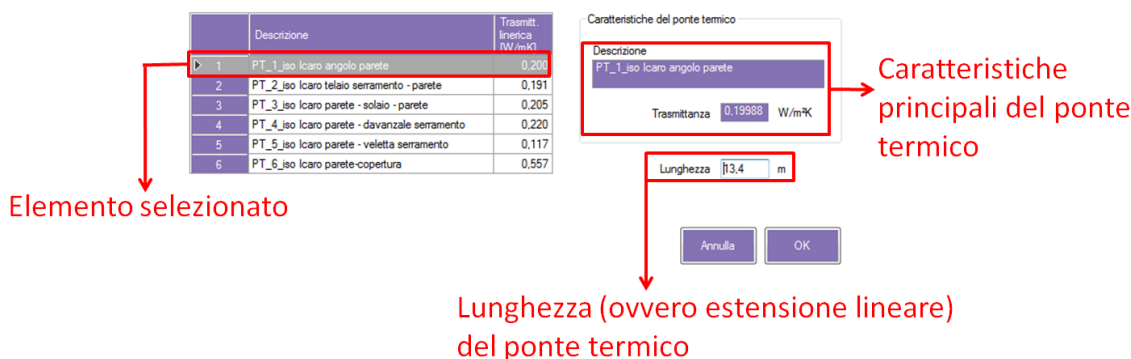 Descrizione
Trasmitt.
linerica
[W/mK]
1 PT_1_iso Icaro angolo parete 0,200
2 PT_2_iso Icaro telaio serramento - parete 0,191
3 PT_3_iso Icaro parete - solaio - parete 0,205
4 PT_4_iso Icaro parete - davanzale serramento 0,220
5 PT_5_iso Icaro parete - veletta serramento 0,117
6 PT_6_iso Icaro parete-copertura 0,557
Elemento selezionato
Caratteristiche del ponte termico
Descrizione
PT_1_iso Icaro angolo parete
Trasmittanza 0,19988 W/m²K
Caratteristiche
principali del ponte
termico
Lunghezza 13,4 m
Annulla OK
Lunghezza (ovvero estensione lineare)
del ponte termico